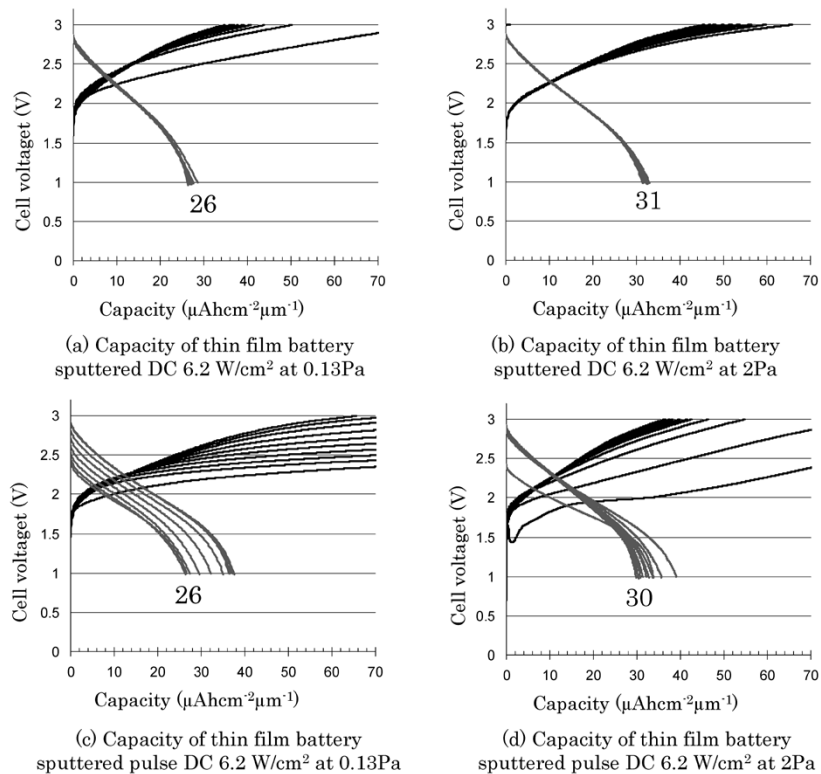 3
2.5
2
1.5
1
0.5
0
Cell voltaget (V)
26
0 10 20 30 40 50 60 70
Capacity (µAhcm⁻²µm⁻¹)
(a) Capacity of thin film battery
sputtered DC 6.2 W/cm² at 0.13Pa
3
2.5
2
1.5
1
0.5
0
Cell voltaget (V)
31
0 10 20 30 40 50 60 70
Capacity (µAhcm⁻²µm⁻¹)
(b) Capacity of thin film battery
sputtered DC 6.2 W/cm² at 2Pa
3
2.5
2
1.5
1
0.5
0
Cell voltaget (V)
26
0 10 20 30 40 50 60 70
Capacity (µAhcm⁻²µm⁻¹)
(c) Capacity of thin film battery
sputtered pulse DC 6.2 W/cm² at 0.13Pa
3
2.5
2
1.5
1
0.5
0
Cell voltaget (V)
30
0 10 20 30 40 50 60 70
Capacity (µAhcm⁻²µm⁻¹)
(d) Capacity of thin film battery
sputtered pulse DC 6.2 W/cm² at 2Pa